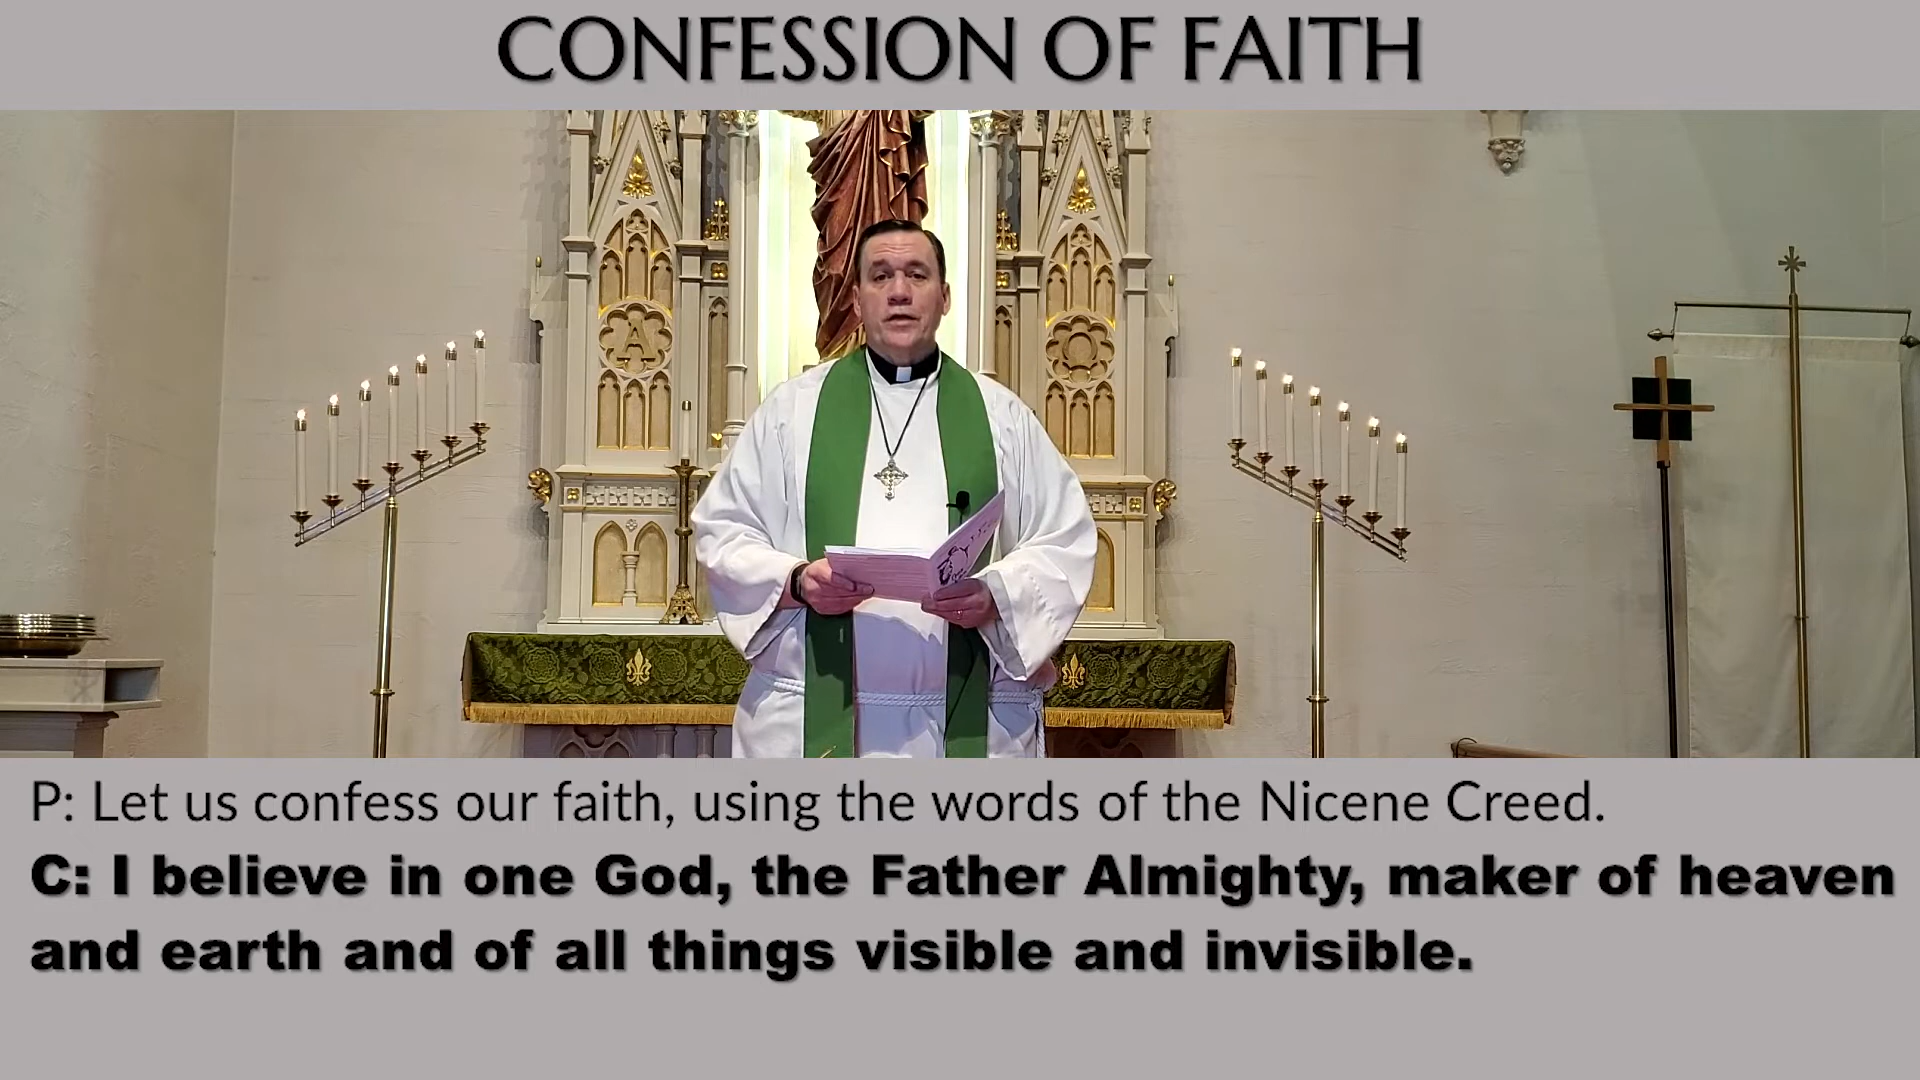 CONFESSION OF FAITH
A
P: Let us confess our faith, using the words of the Nicene Creed.
C: I believe in one God, the Father Almighty, maker of heaven
and earth and of all things visible and invisible.